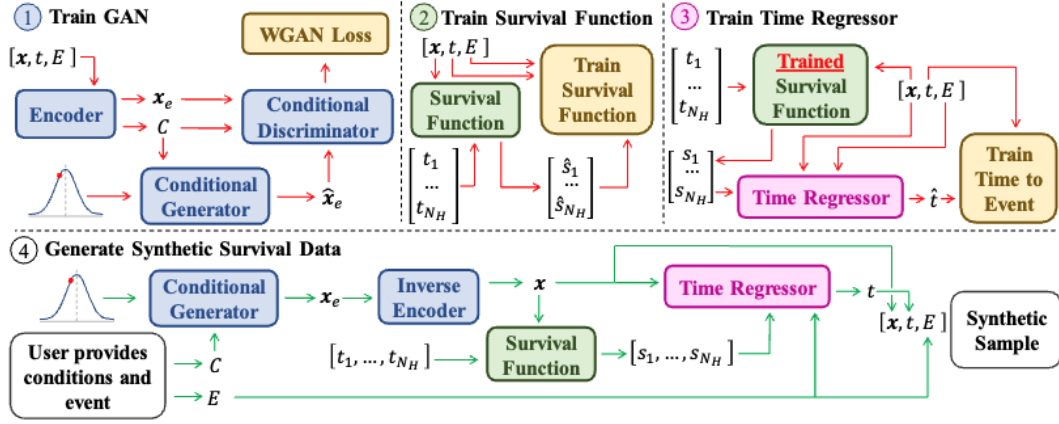 1 Train GAN
[x, t, E]
WGAN Loss
Encoder
x_e
C
Conditional
Discriminator
Conditional
Generator
x̂_e
2 Train Survival Function
[x, t, E]
Survival
Function
Train
Survival
Function
t_1
...
t_{N_H}
ŝ_1
...
ŝ_{N_H}
3 Train Time Regressor
t_1
...
t_{N_H}
Trained
Survival
Function
[x, t, E]
s_1
...
s_{N_H}
Time Regressor
t̂
Train
Time to
Event
4 Generate Synthetic Survival Data
Conditional
Generator
x_e
Inverse
Encoder
x
Time Regressor
t
[x, t, E]
Synthetic
Sample
User provides
conditions and
event
C
E
[t_1, ..., t_{N_H}]
Survival
Function
[s_1, ..., s_{N_H}]